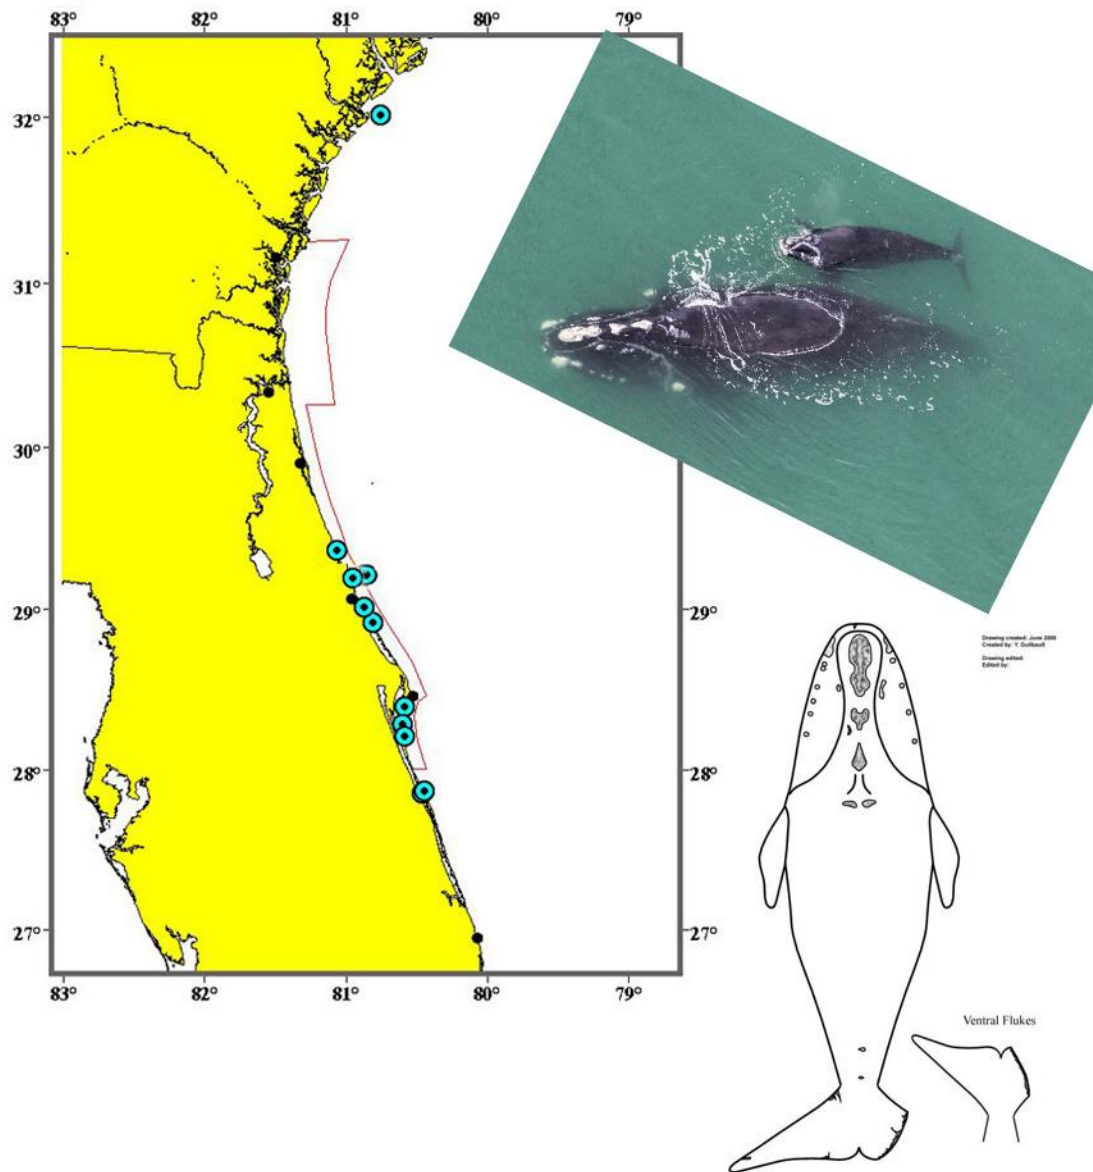 83° 82° 81° 80° 79°
32°
31°
30°
29° 29°
28° 28°
27° 27°
83° 82° 81° 80° 79°
Drawing created: June 2006
Created by: Y. Guilbault
Drawing edited:
Edited by:
Ventral Flukes